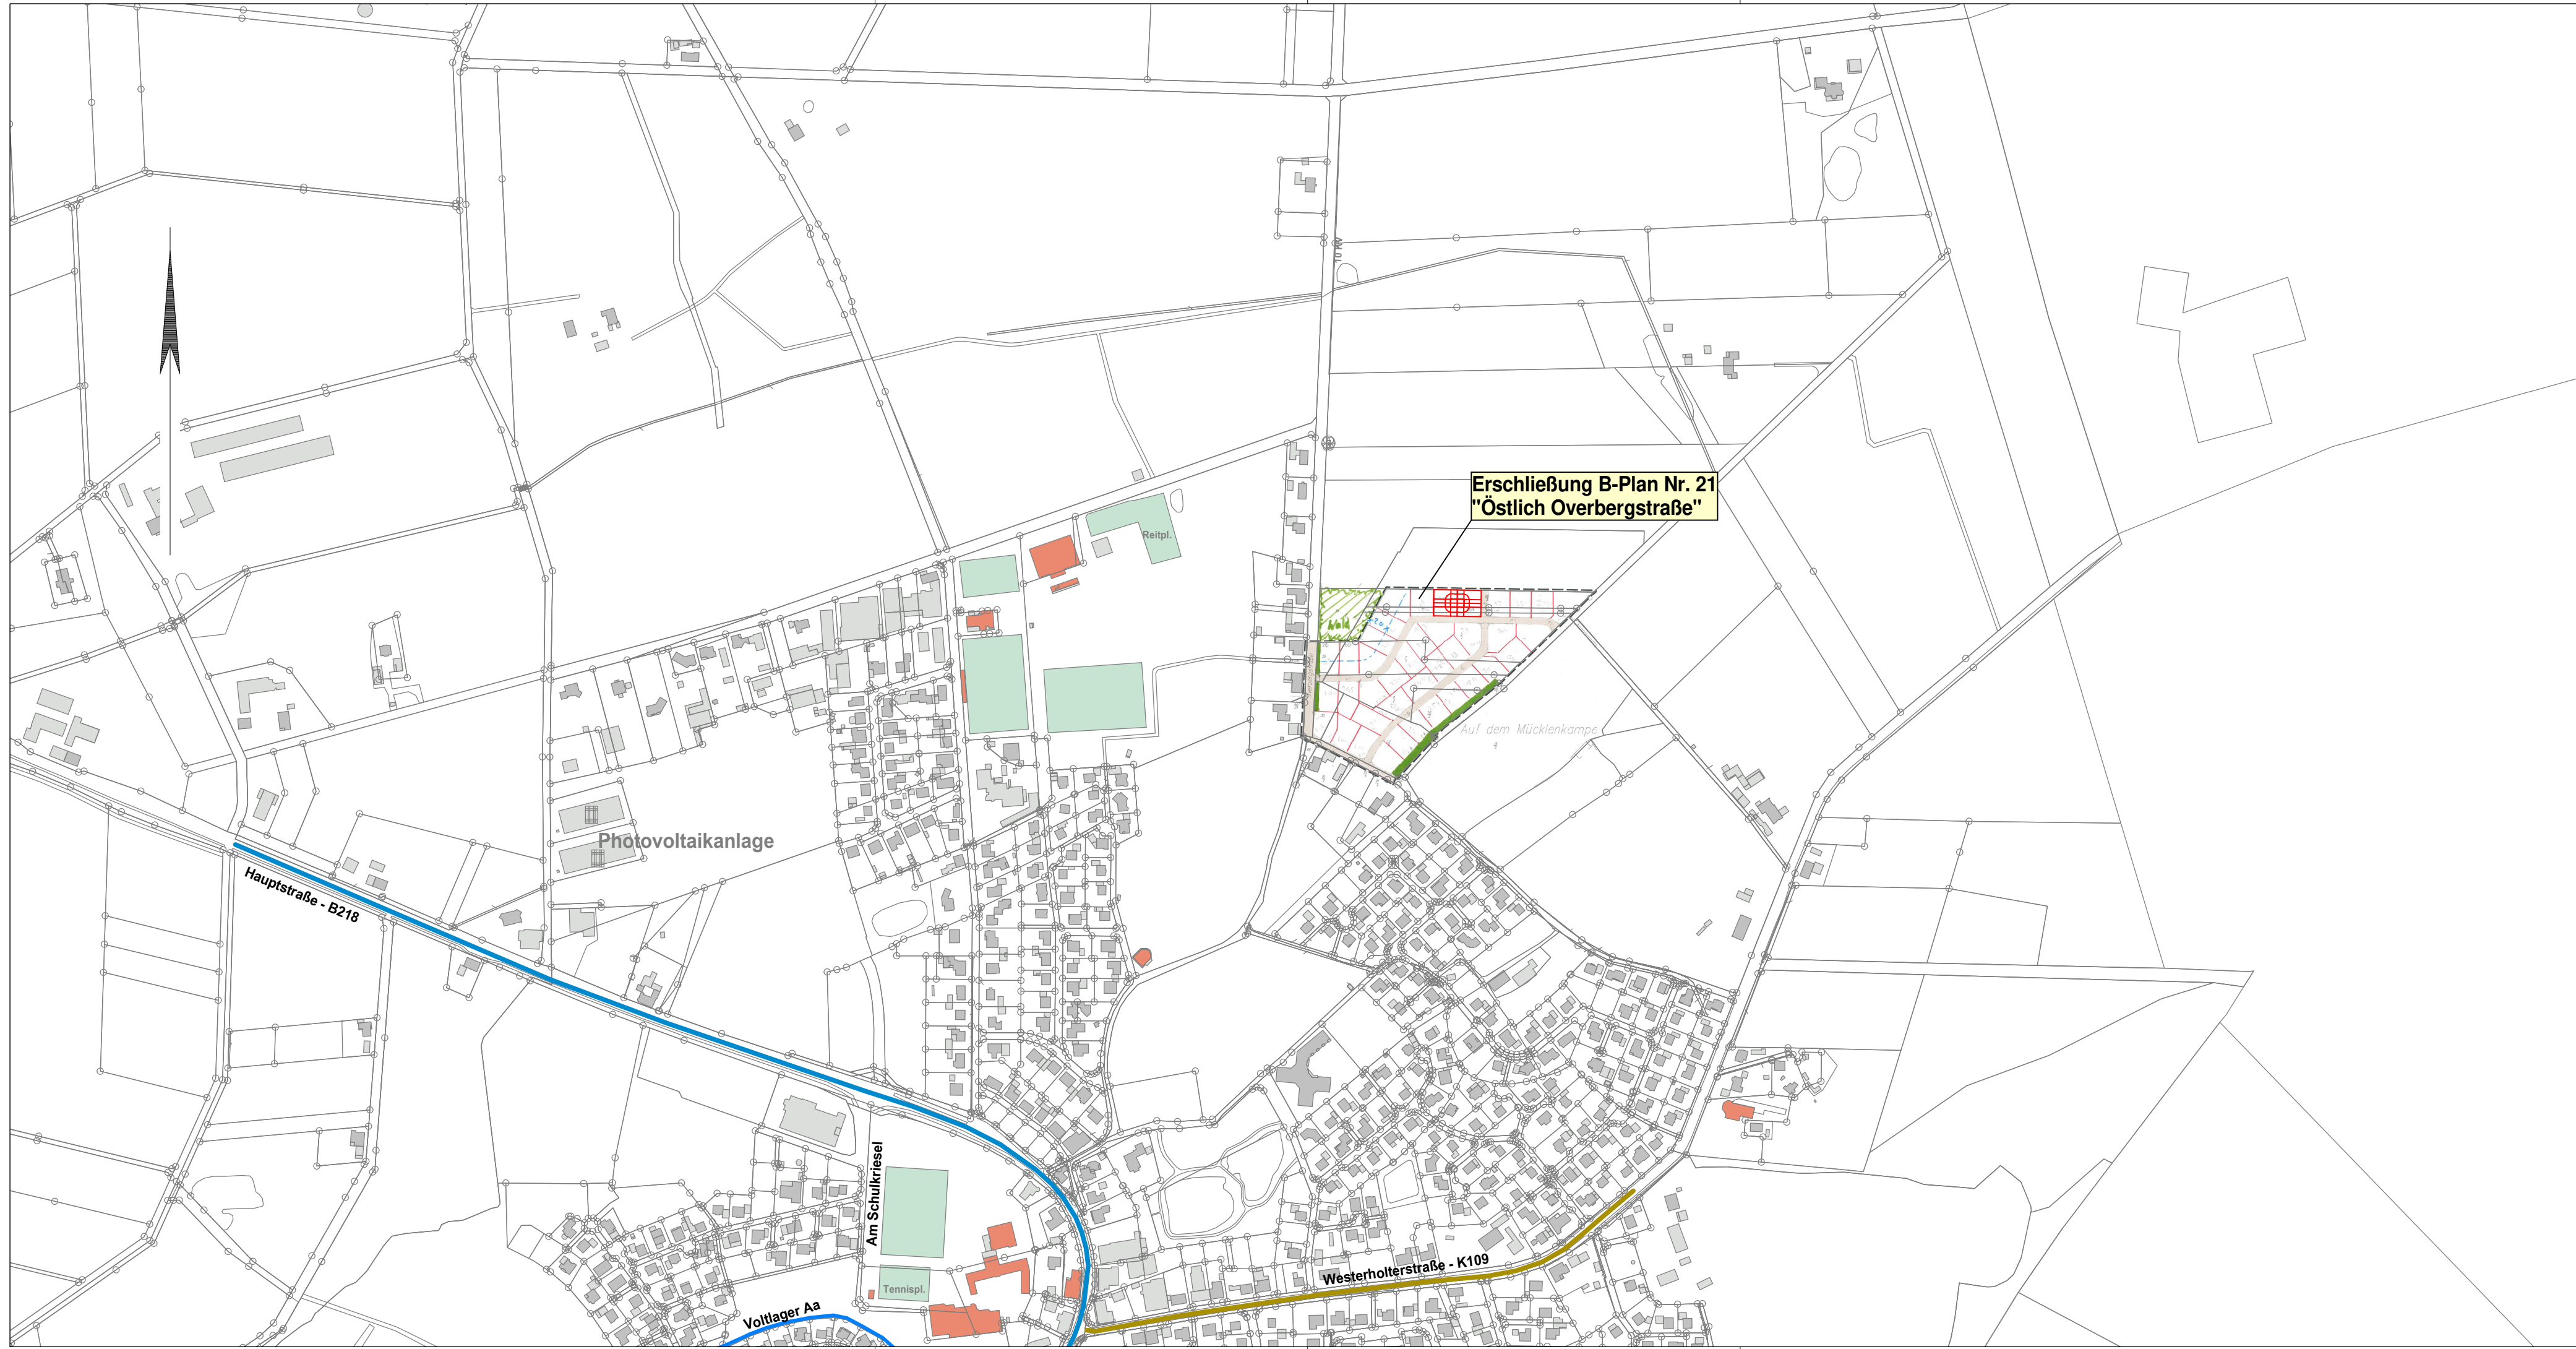 Erschließung B-Plan Nr. 21
"Östlich Overbergstraße"
Reitpl.
Auf dem Mücklenkampe
Photovoltaikanlage
Hauptstraße - B218
Am Schulkriesel
Tennispl.
Westerholterstraße - K109
Voltlager Aa